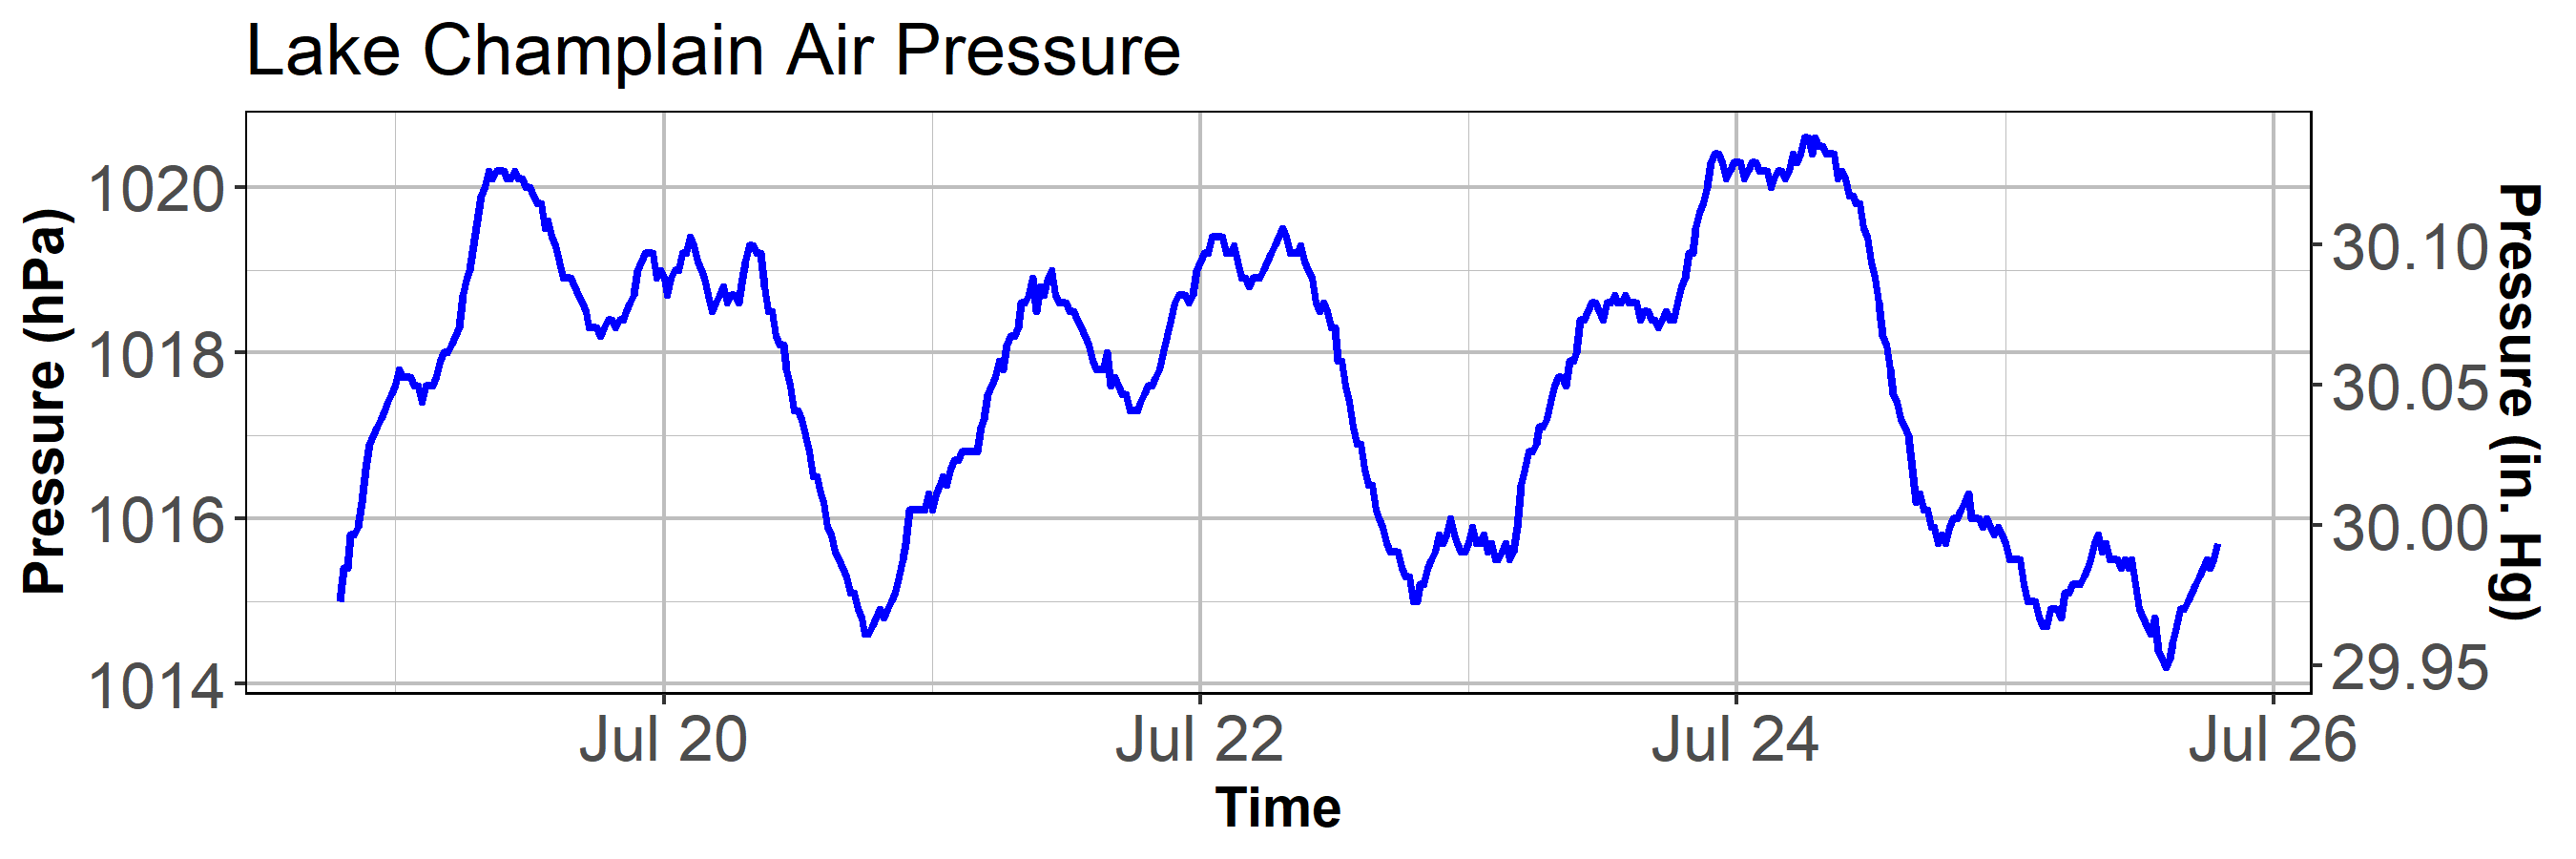 Lake Champlain Air Pressure
Pressure (hPa)
1020
1018
1016
1014
30.10
30.05
30.00
29.95
Pressure (in. Hg)
Jul 20
Jul 22
Jul 24
Jul 26
Time